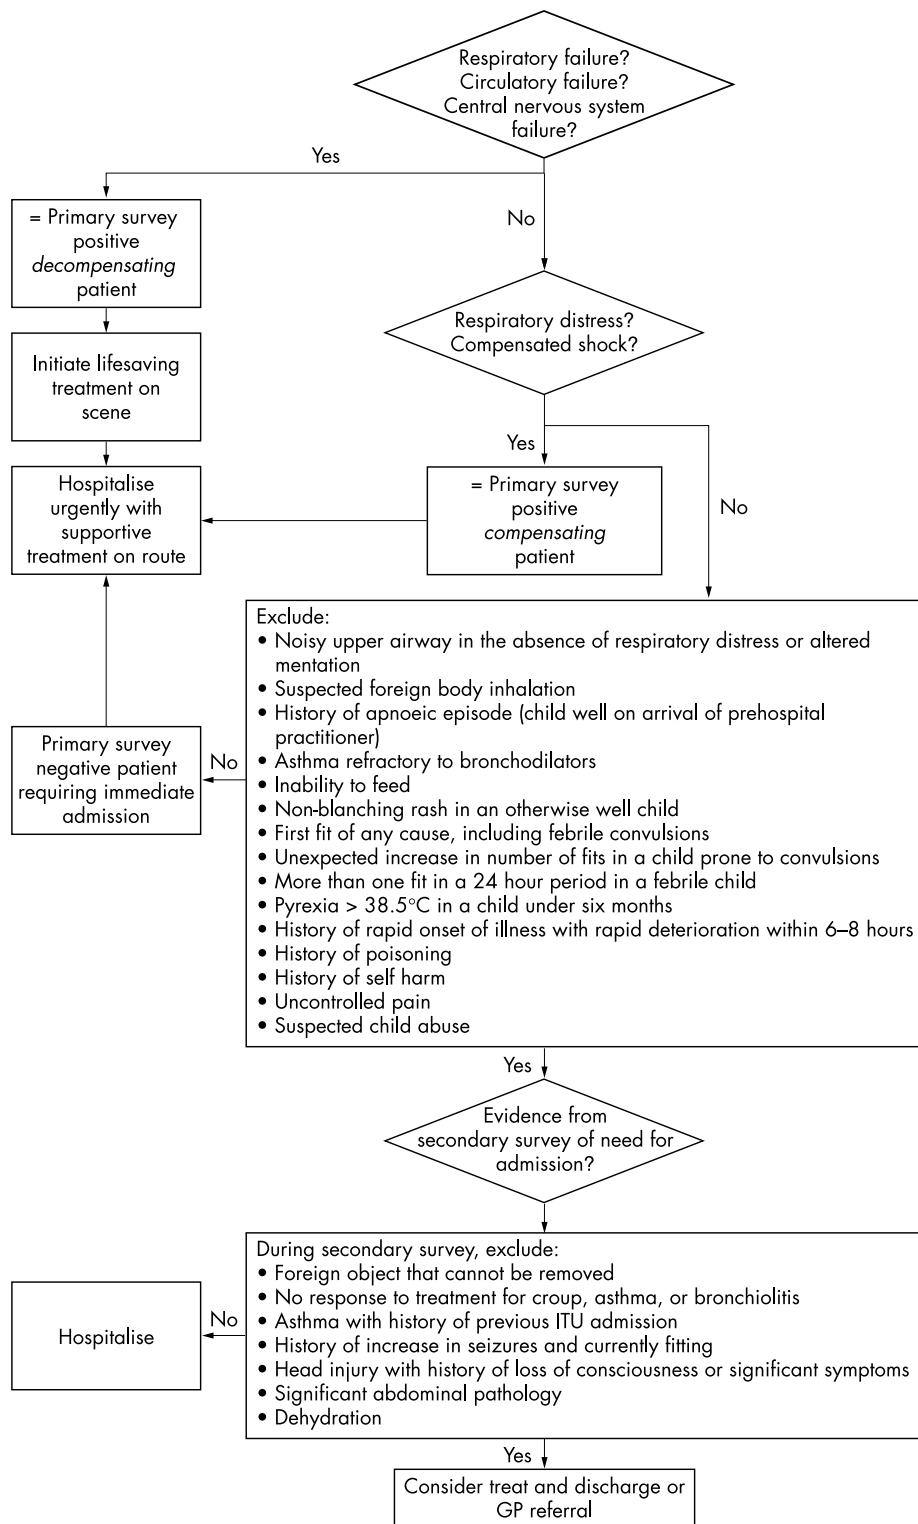 Respiratory failure?
Circulatory failure?
Central nervous system
failure?
Yes
No
= Primary survey
positive
decompensating
patient
Respiratory distress?
Compensated shock?
Initiate lifesaving
treatment on
scene
Yes
No
Hospitalise
urgently with
supportive
treatment on route
= Primary survey
positive
compensating
patient
Exclude:
• Noisy upper airway in the absence of respiratory distress or altered
mentation
• Suspected foreign body inhalation
• History of apnoeic episode (child well on arrival of prehospital
practitioner)
• Asthma refractory to bronchodilators
• Inability to feed
• Non-blanching rash in an otherwise well child
• First fit of any cause, including febrile convulsions
• Unexpected increase in number of fits in a child prone to convulsions
• More than one fit in a 24 hour period in a febrile child
• Pyrexia > 38.5°C in a child under six months
• History of rapid onset of illness with rapid deterioration within 6–8 hours
• History of poisoning
• History of self harm
• Uncontrolled pain
• Suspected child abuse
No
Primary survey
negative patient
requiring immediate
admission
Yes
Evidence from
secondary survey of need for
admission?
During secondary survey, exclude:
• Foreign object that cannot be removed
• No response to treatment for croup, asthma, or bronchiolitis
• Asthma with history of previous ITU admission
• History of increase in seizures and currently fitting
• Head injury with history of loss of consciousness or significant symptoms
• Significant abdominal pathology
• Dehydration
No
Hospitalise
Yes
Consider treat and discharge or
GP referral